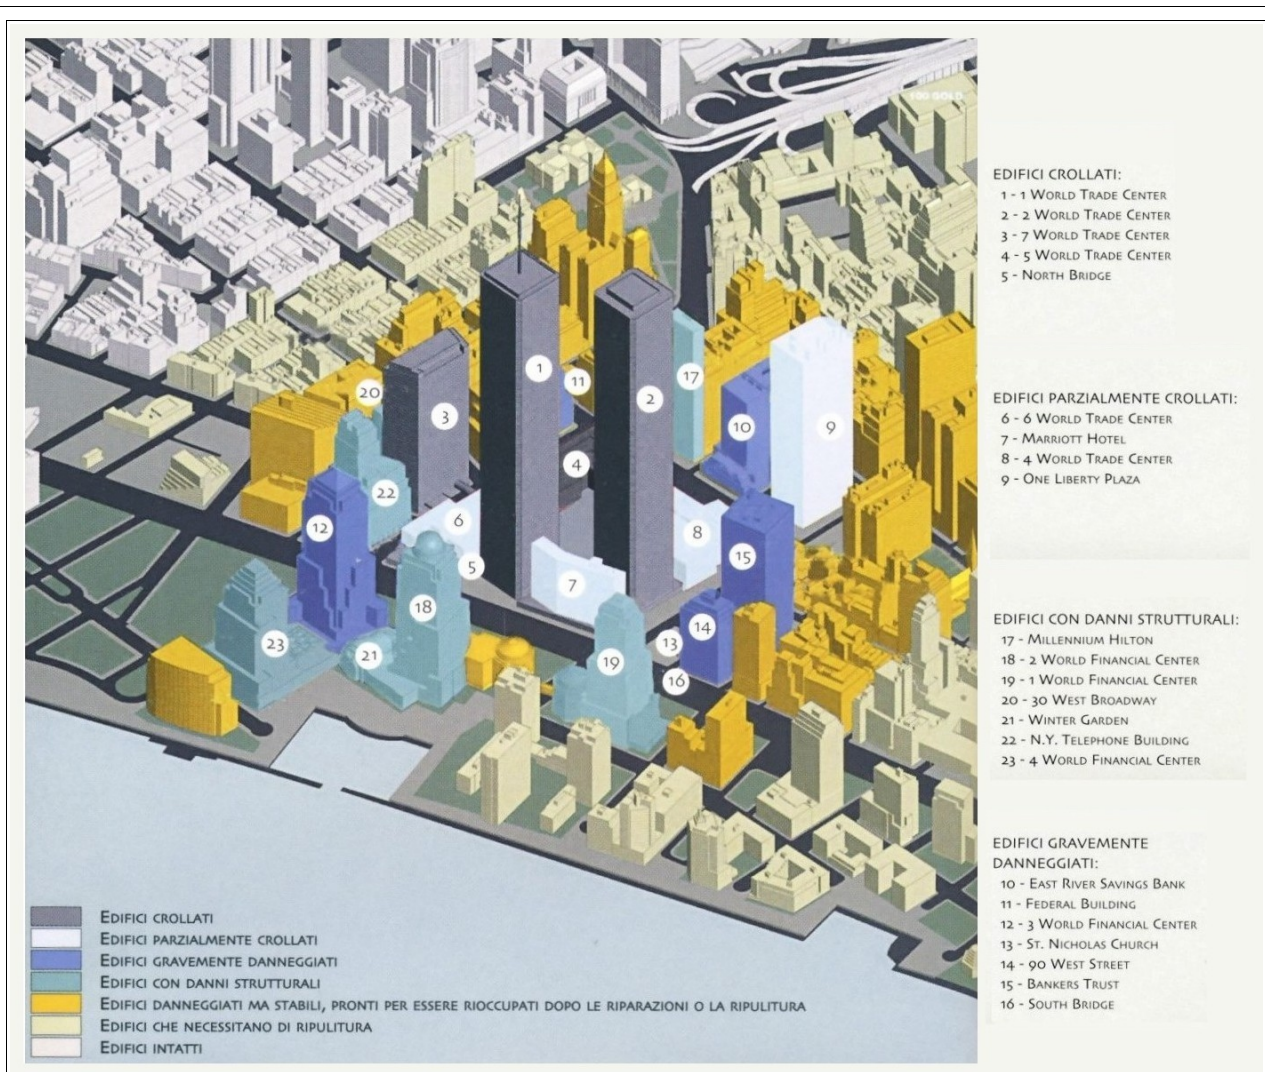 100 GOLD
EDIFICI CROLLATI:
1 - 1 WORLD TRADE CENTER
2 - 2 WORLD TRADE CENTER
3 - 7 WORLD TRADE CENTER
4 - 5 WORLD TRADE CENTER
5 - NORTH BRIDGE
EDIFICI PARZIALMENTE CROLLATI:
6 - 6 WORLD TRADE CENTER
7 - MARRIOTT HOTEL
8 - 4 WORLD TRADE CENTER
9 - ONE LIBERTY PLAZA
EDIFICI CON DANNI STRUTTURALI:
17 - MILLENNIUM HILTON
18 - 2 WORLD FINANCIAL CENTER
19 - 1 WORLD FINANCIAL CENTER
20 - 30 WEST BROADWAY
21 - WINTER GARDEN
22 - N.Y. TELEPHONE BUILDING
23 - 4 WORLD FINANCIAL CENTER
EDIFICI GRAVEMENTE
DANNEGGIATI:
10 - EAST RIVER SAVINGS BANK
11 - FEDERAL BUILDING
12 - 3 WORLD FINANCIAL CENTER
13 - ST. NICHOLAS CHURCH
14 - 90 WEST STREET
15 - BANKERS TRUST
16 - SOUTH BRIDGE
1
2
3
4
5
6
7
8
9
10
11
12
13
14
15
16
17
18
19
20
21
22
23
EDIFICI CROLLATI
EDIFICI PARZIALMENTE CROLLATI
EDIFICI GRAVEMENTE DANNEGGIATI
EDIFICI CON DANNI STRUTTURALI
EDIFICI DANNEGGIATI MA STABILI, PRONTI PER ESSERE RIOCCUPATI DOPO LE RIPARAZIONI O LA RIPULITURA
EDIFICI CHE NECESSITANO DI RIPULITURA
EDIFICI INTATTI